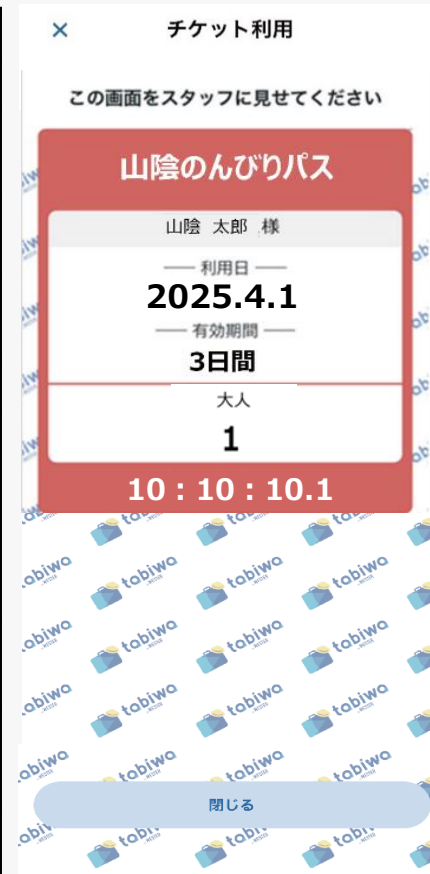 ×
チケット利用
この画面をスタッフに見せてください
山陰のんびりパス
山陰 太郎 様
利用日
2025.4.1
有効期間
3日間
大人
1
10:10:10.1
tabiwa
閉じる